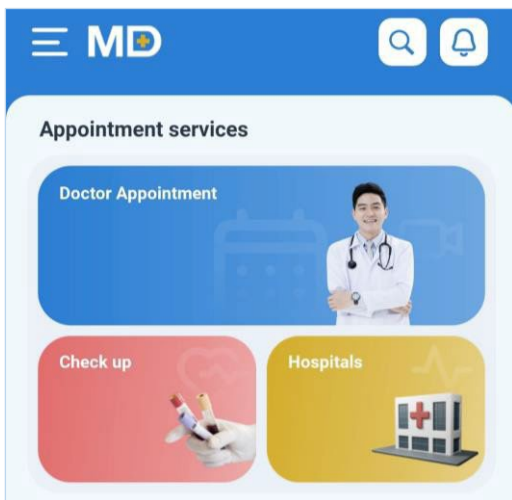 MD
Appointment services
Doctor Appointment
Check up
Hospitals